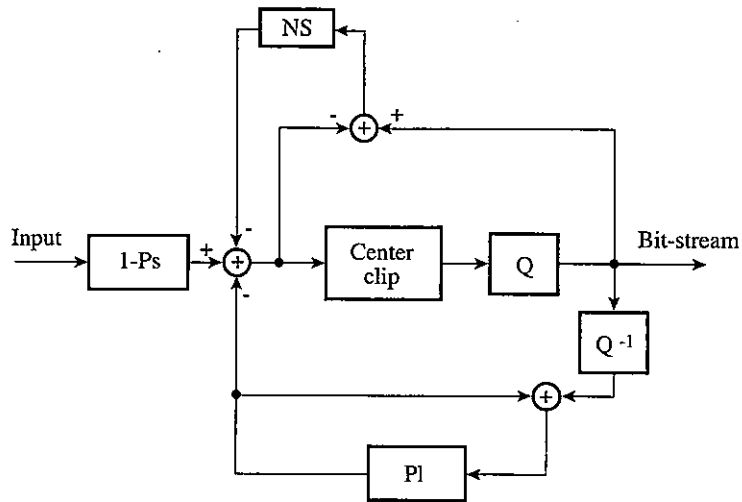 NS
-
+
-
Input
1-Ps
+
-
Center
clip
Q
Bit-stream
Q -1
Pl
+
+
+